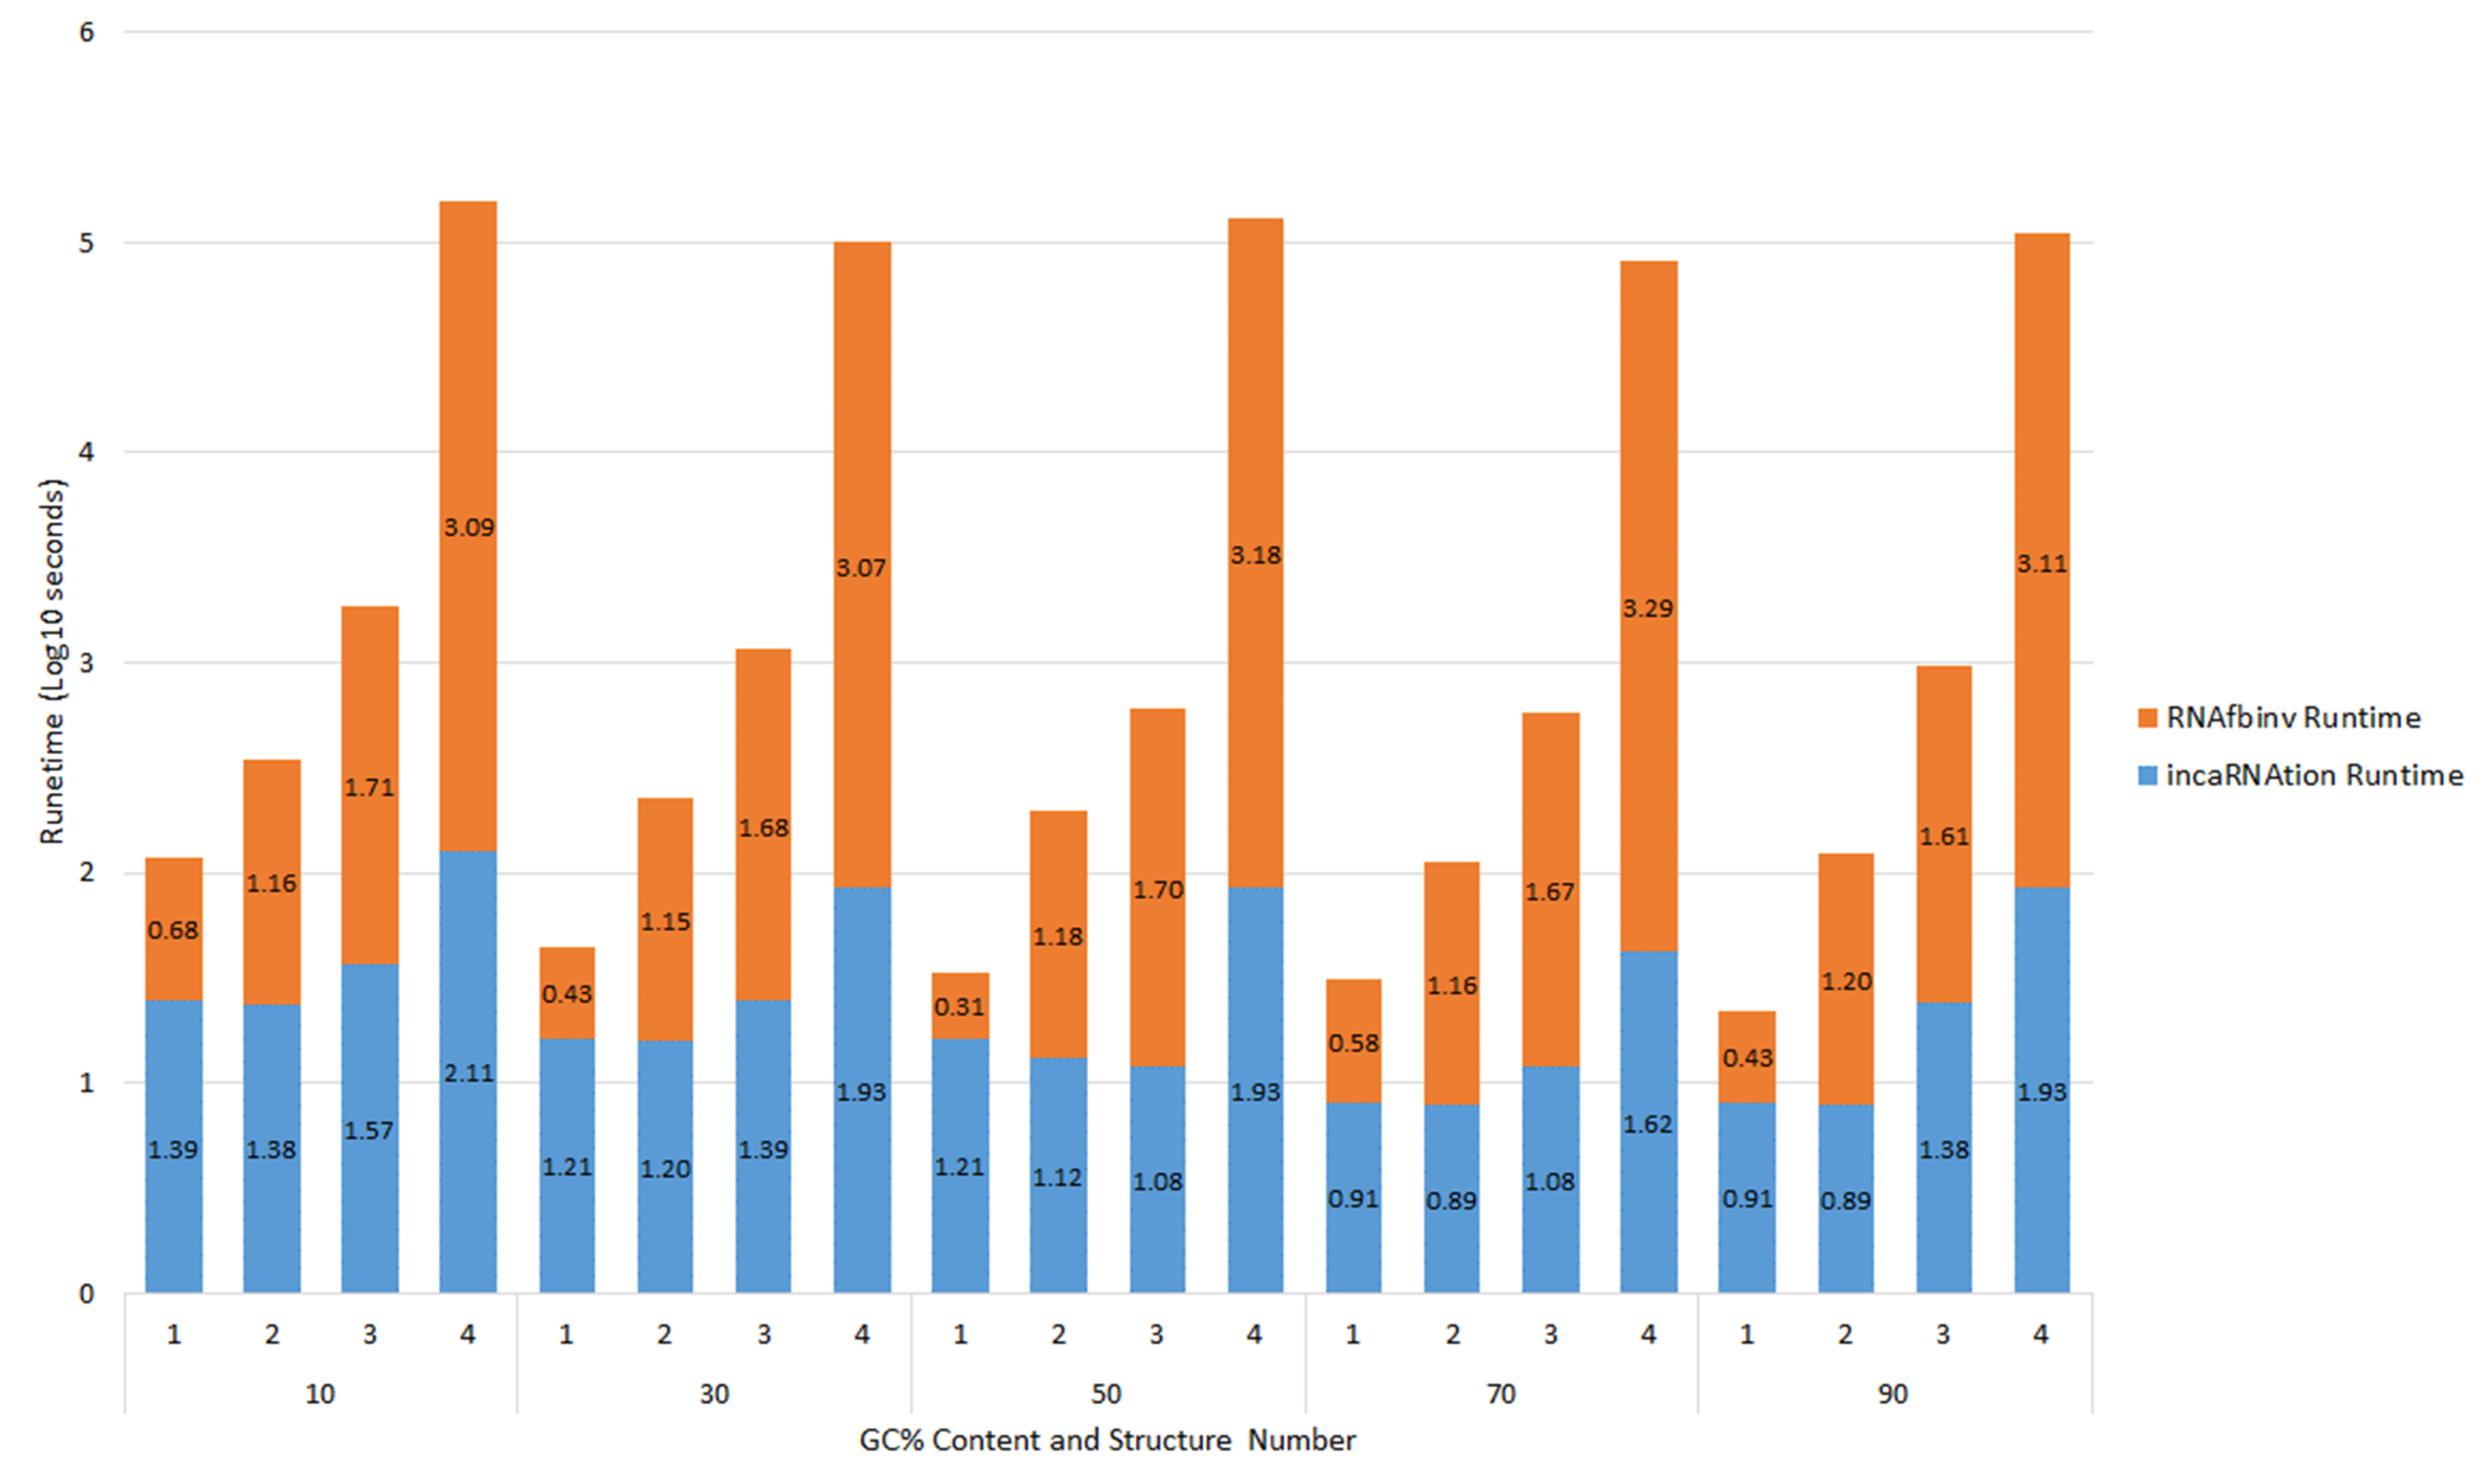 6
5
4
3
2
1
0
Runetime (Log10 seconds)
0.68 1.16 1.71 3.09 0.43 1.15 1.68 3.07 0.31 1.18 1.70 3.18 0.58 1.16 1.67 3.29 0.43 1.20 1.61 3.11
1.39 1.38 1.57 2.11 1.21 1.20 1.39 1.93 1.21 1.12 1.08 1.93 0.91 0.89 1.08 1.62 0.91 0.89 1.38 1.93
1 2 3 4 1 2 3 4 1 2 3 4 1 2 3 4 1 2 3 4
10 30 50 70 90
GC% Content and Structure Number
RNAfbinv Runtime
incaRNAtion Runtime